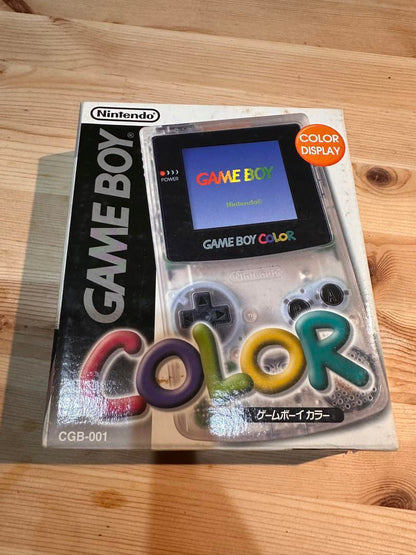 Nintendo
GAME BOY®
COLOR
DISPLAY
POWER
GAME BOY
Nintendo®
GAME BOY COLOR
A
COLOR
ゲームボーイ カラー
CGB-001